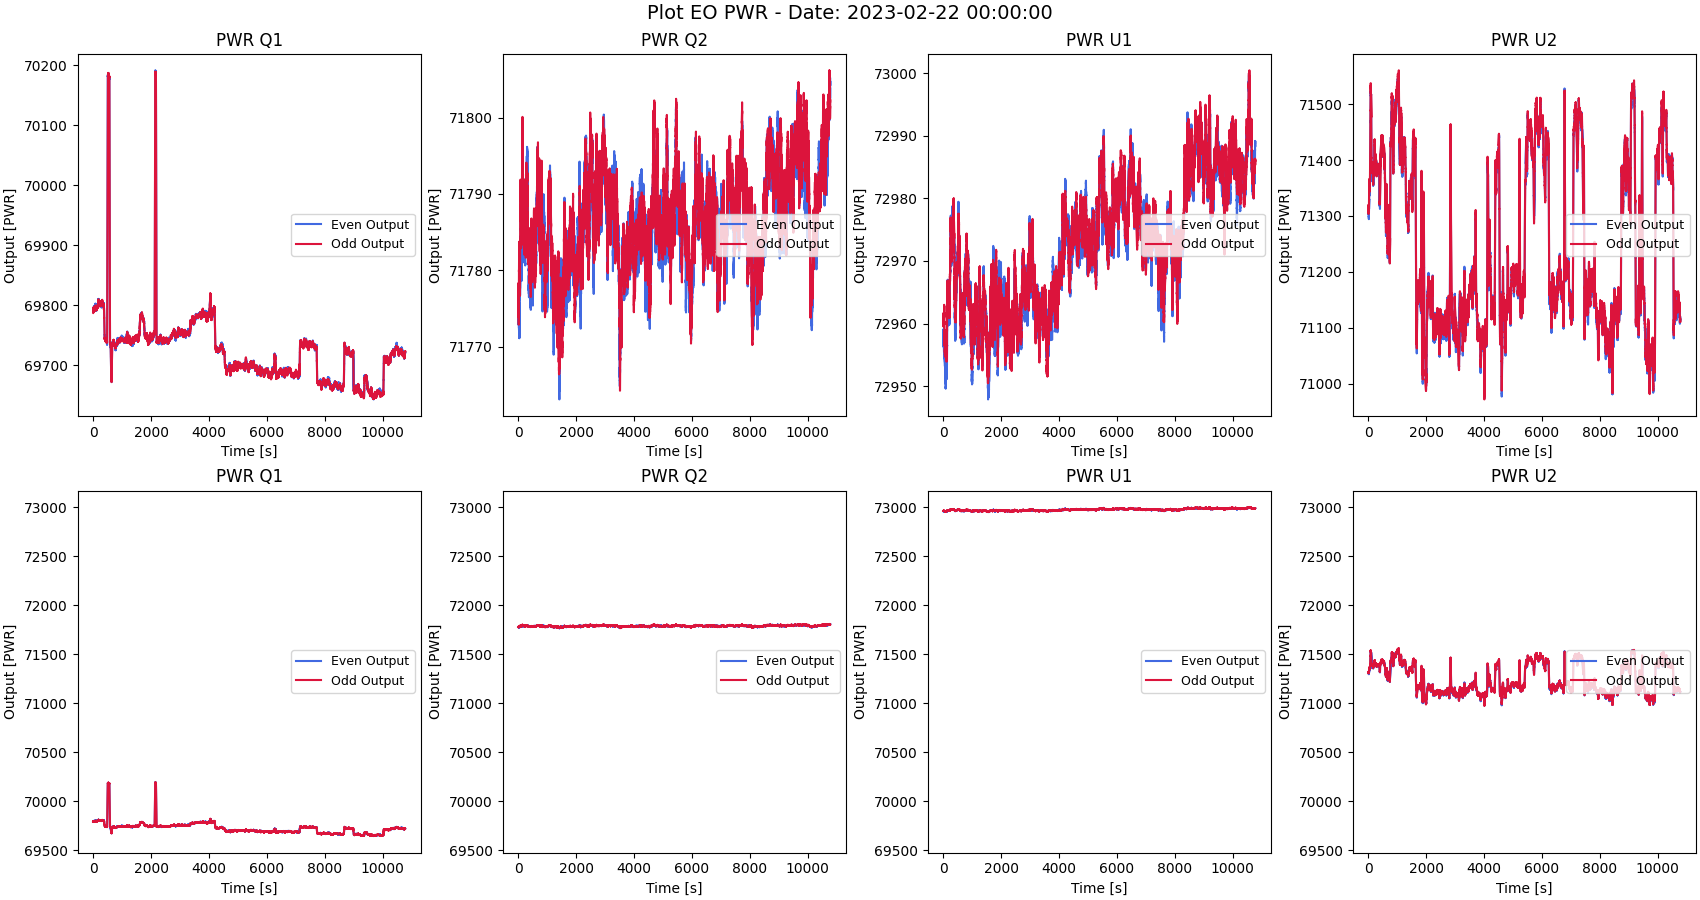 Plot EO PWR - Date: 2023-02-22 00:00:00
PWR Q1
Output [PWR]
70200
70100
70000
69900
69800
69700
0 2000 4000 6000 8000 10000
Time [s]
Even Output
Odd Output
PWR Q2
Output [PWR]
71800
71790
71780
71770
0 2000 4000 6000 8000 10000
Time [s]
Even Output
Odd Output
PWR U1
Output [PWR]
73000
72990
72980
72970
72960
72950
0 2000 4000 6000 8000 10000
Time [s]
Even Output
Odd Output
PWR U2
Output [PWR]
71500
71400
71300
71200
71100
71000
0 2000 4000 6000 8000 10000
Time [s]
Even Output
Odd Output
PWR Q1
Output [PWR]
73000
72500
72000
71500
71000
70500
70000
69500
0 2000 4000 6000 8000 10000
Time [s]
Even Output
Odd Output
PWR Q2
Output [PWR]
73000
72500
72000
71500
71000
70500
70000
69500
0 2000 4000 6000 8000 10000
Time [s]
Even Output
Odd Output
PWR U1
Output [PWR]
73000
72500
72000
71500
71000
70500
70000
69500
0 2000 4000 6000 8000 10000
Time [s]
Even Output
Odd Output
PWR U2
Output [PWR]
73000
72500
72000
71500
71000
70500
70000
69500
0 2000 4000 6000 8000 10000
Time [s]
Even Output
Odd Output